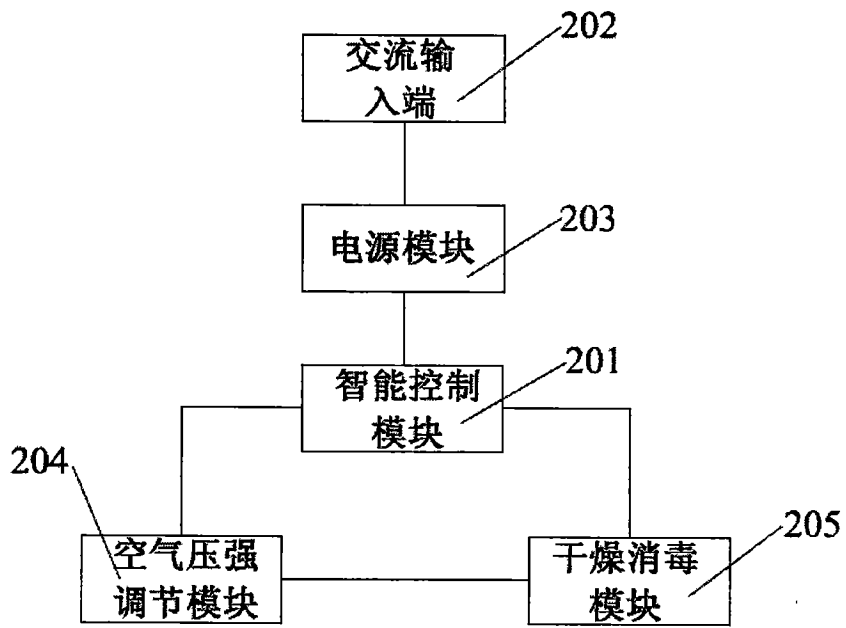 202
交流输
入端
203
电源模块
201
智能控制
模块
204
空气压强
调节模块
205
干燥消毒
模块